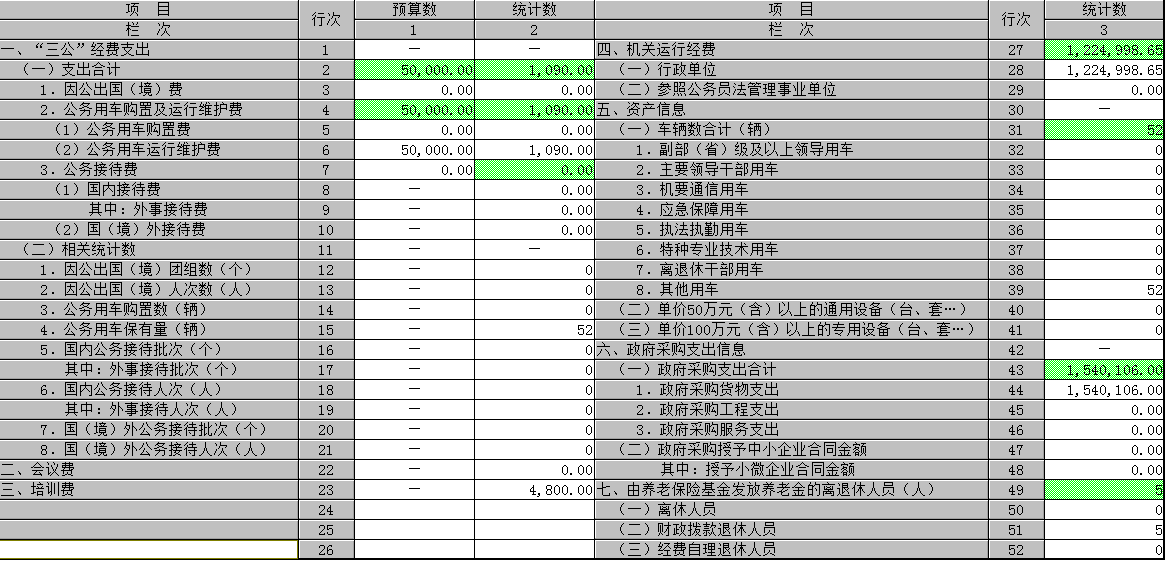 项　目 行次 预算数 统计数 项　目 行次 统计数
栏　次 1 2 栏　次 3
一、“三公”经费支出 1 — — 四、机关运行经费 27 1,224,998.65
（一）支出合计 2 50,000.00 1,090.00 （一）行政单位 28 1,224,998.65
1．因公出国（境）费 3 0.00 0.00 （二）参照公务员法管理事业单位 29 0.00
2．公务用车购置及运行维护费 4 50,000.00 1,090.00 五、资产信息 30 —
（1）公务用车购置费 5 0.00 0.00 （一）车辆数合计（辆） 31 52
（2）公务用车运行维护费 6 50,000.00 1,090.00 1．副部（省）级及以上领导用车 32 0
3．公务接待费 7 0.00 0.00 2．主要领导干部用车 33 0
（1）国内接待费 8 — 0.00 3．机要通信用车 34 0
其中：外事接待费 9 — 0.00 4．应急保障用车 35 0
（2）国（境）外接待费 10 — 0.00 5．执法执勤用车 36 0
（二）相关统计数 11 — — 6．特种专业技术用车 37 0
1．因公出国（境）团组数（个） 12 — 0 7．离退休干部用车 38 0
2．因公出国（境）人次数（人） 13 — 0 8．其他用车 39 52
3．公务用车购置数（辆） 14 — 0 （二）单价50万元（含）以上的通用设备（台、套…） 40 0
4．公务用车保有量（辆） 15 — 52 （三）单价100万元（含）以上的专用设备（台、套…） 41 0
5．国内公务接待批次（个） 16 — 0 六、政府采购支出信息 42 —
其中：外事接待批次（个） 17 — 0 （一）政府采购支出合计 43 1,540,106.00
6．国内公务接待人次（人） 18 — 0 1．政府采购货物支出 44 1,540,106.00
其中：外事接待人次（人） 19 — 0 2．政府采购工程支出 45 0.00
7．国（境）外公务接待批次（个） 20 — 0 3．政府采购服务支出 46 0.00
8．国（境）外公务接待人次（人） 21 — 0 （二）政府采购授予中小企业合同金额 47 0.00
二、会议费 22 — 0.00 其中：授予小微企业合同金额 48 0.00
三、培训费 23 — 4,800.00 七、由养老保险基金发放养老金的离退休人员（人） 49 5
24 （一）离休人员 50 0
25 （二）财政拨款退休人员 51 5
26 （三）经费自理退休人员 52 0